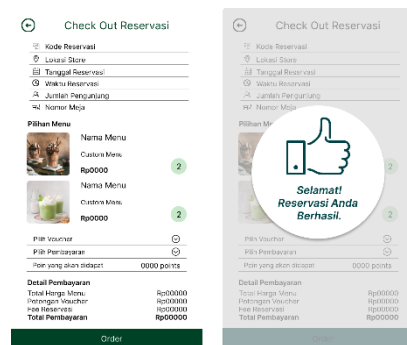 Check Out Reservasi
Kode Reservasi
Lokasi Store
Tanggal Reservasi
Waktu Reservasi
Jumlah Pengunjung
Nomor Meja
Pilihan Menu
Nama Menu
Custom Menu
Rp0000
2
Nama Menu
Custom Menu
Rp0000
2
Pilih Voucher
Pilih Pembayaran
Poin yang akan didapat 0000 points
Detail Pembayaran
Total Harga Menu Rp00000
Potongan Voucher Rp00000
Fee Reservasi Rp00000
Total Pembayaran Rp00000
Order
Check Out Reservasi
Kode Reservasi
Lokasi Store
Tanggal Reservasi
Waktu Reservasi
Jumlah Pengunjung
Nomor Meja
Pilihan
Selamat!
Reservasi Anda
Berhasil.
2
2
Pilih Voucher
Pilih Pembayaran
Poin yang akan didapat 0000 points
Detail Pembayaran
Total Harga Menu Rp00000
Potongan Voucher Rp00000
Fee Reservasi Rp00000
Total Pembayaran Rp00000
Order